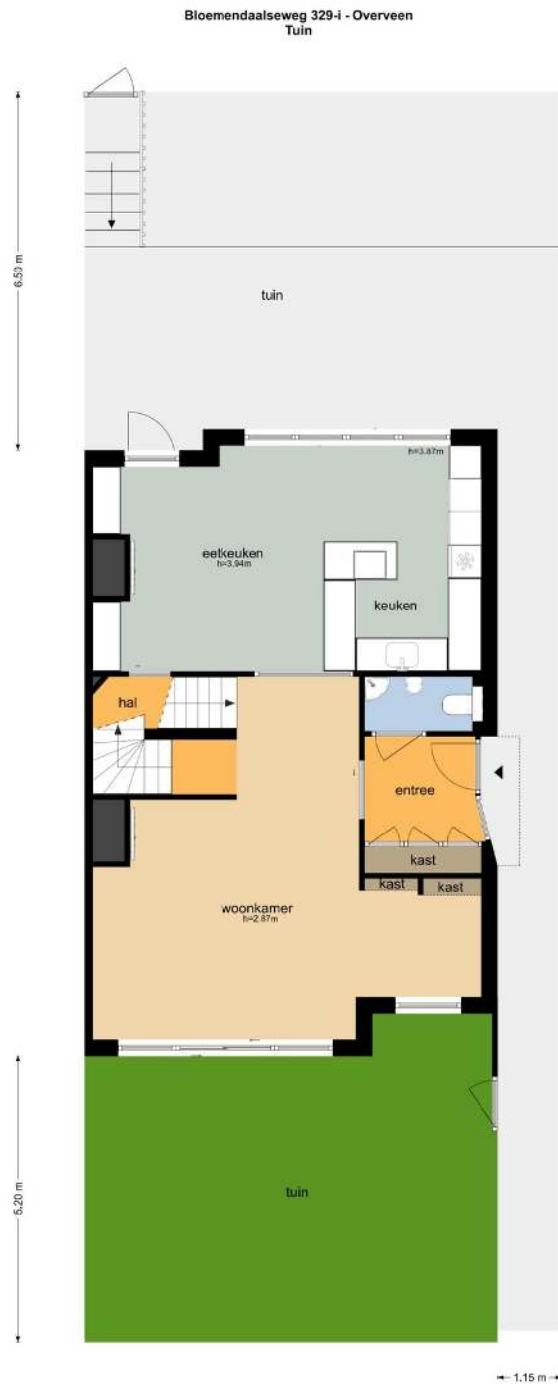 Bloemendaalseweg 329-i - Overveen
Tuin
6.50 m
tuin
h=3.87m
eetkeuken
h=3.94m
keuken
hal
entree
kast
kast
kast
woonkamer
h=2.87m
5.20 m
tuin
1.15 m